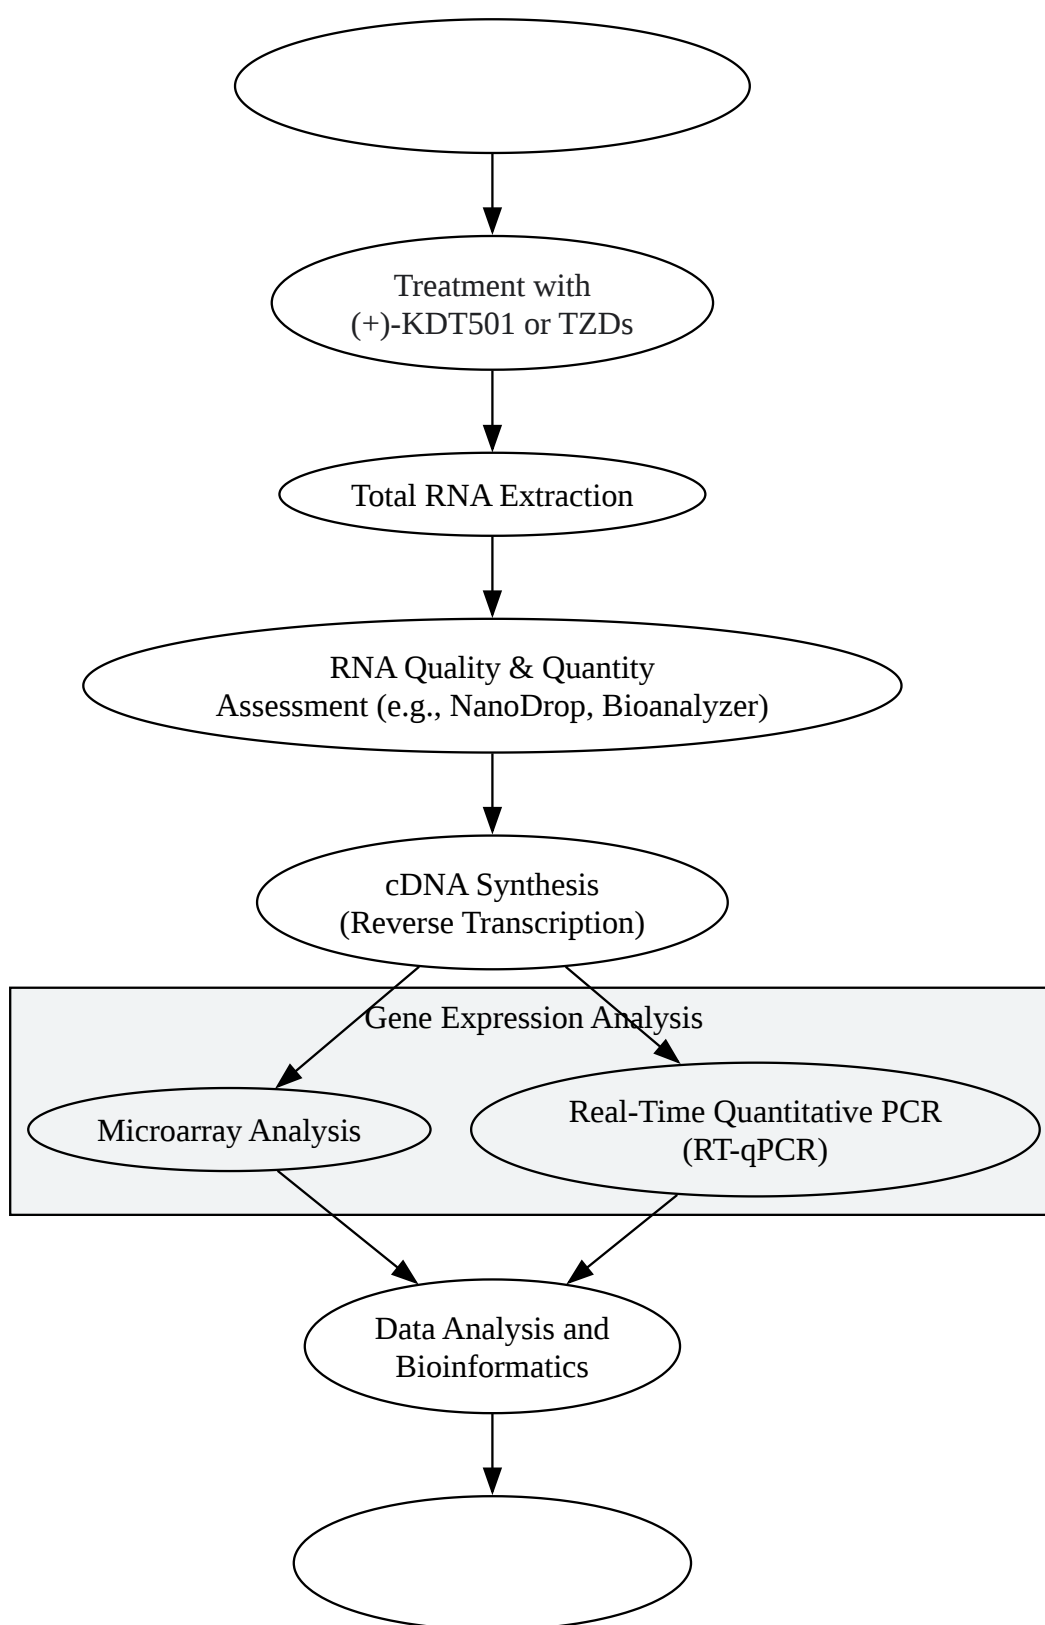 Treatment with
(+)-KDT501 or TZDs
Total RNA Extraction
RNA Quality & Quantity
Assessment (e.g., NanoDrop, Bioanalyzer)
cDNA Synthesis
(Reverse Transcription)
Gene Expression Analysis
Microarray Analysis
Real-Time Quantitative PCR
(RT-qPCR)
Data Analysis and
Bioinformatics